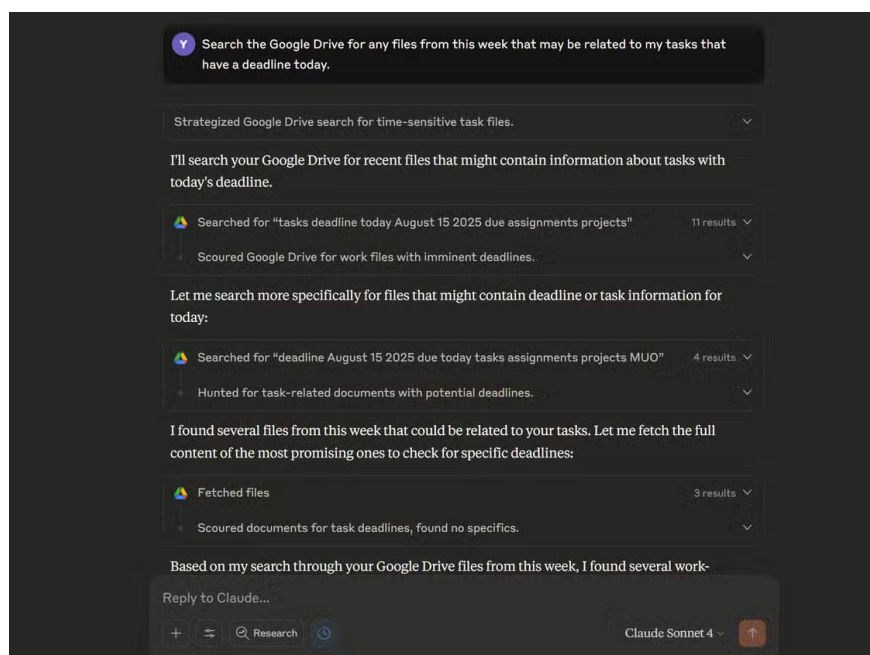 Y
Search the Google Drive for any files from this week that may be related to my tasks that
have a deadline today.
Strategized Google Drive search for time-sensitive task files.
I'll search your Google Drive for recent files that might contain information about tasks with
today's deadline.
Searched for “tasks deadline today August 15 2025 due assignments projects” 11 results
Scoured Google Drive for work files with imminent deadlines.
Let me search more specifically for files that might contain deadline or task information for
today:
Searched for “deadline August 15 2025 due today tasks assignments projects MUO” 4 results
Hunted for task-related documents with potential deadlines.
I found several files from this week that could be related to your tasks. Let me fetch the full
content of the most promising ones to check for specific deadlines:
Fetched files 3 results
Scoured documents for task deadlines, found no specifics.
Based on my search through your Google Drive files from this week, I found several work-
Reply to Claude...
Research Claude Sonnet 4